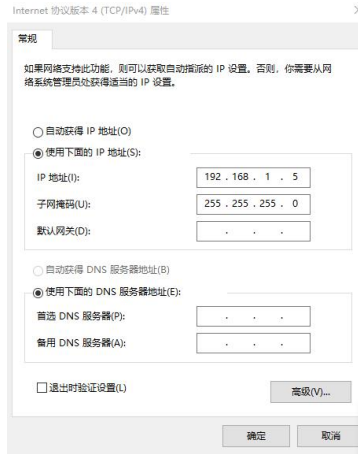 Internet 协议版本 4 (TCP/IPv4) 属性
常规
如果网络支持此功能，则可以获取自动指派的 IP 设置。否则，你需要从网
络系统管理员处获得适当的 IP 设置。
自动获得 IP 地址(O)
使用下面的 IP 地址(S):
IP 地址(I): 192 . 168 . 1 . 5
子网掩码(U): 255 . 255 . 255 . 0
默认网关(D): . . .
自动获得 DNS 服务器地址(B)
使用下面的 DNS 服务器地址(E):
首选 DNS 服务器(P): . . .
备用 DNS 服务器(A): . . .
退出时验证设置(L)
高级(V)...
确定 取消